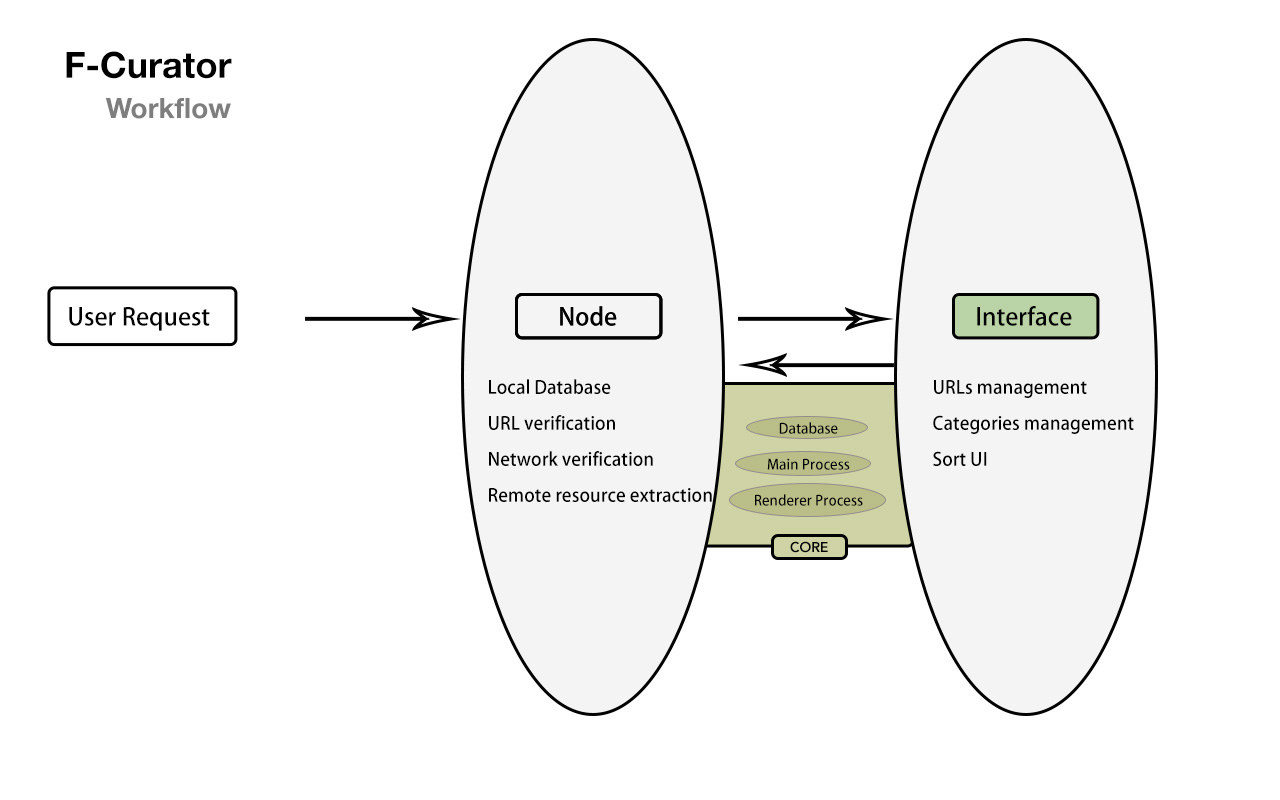 F-Curator
Workflow
User Request
Node
Local Database
URL verification
Network verification
Remote resource extraction
Database
Main Process
Renderer Process
CORE
Interface
URLs management
Categories management
Sort UI